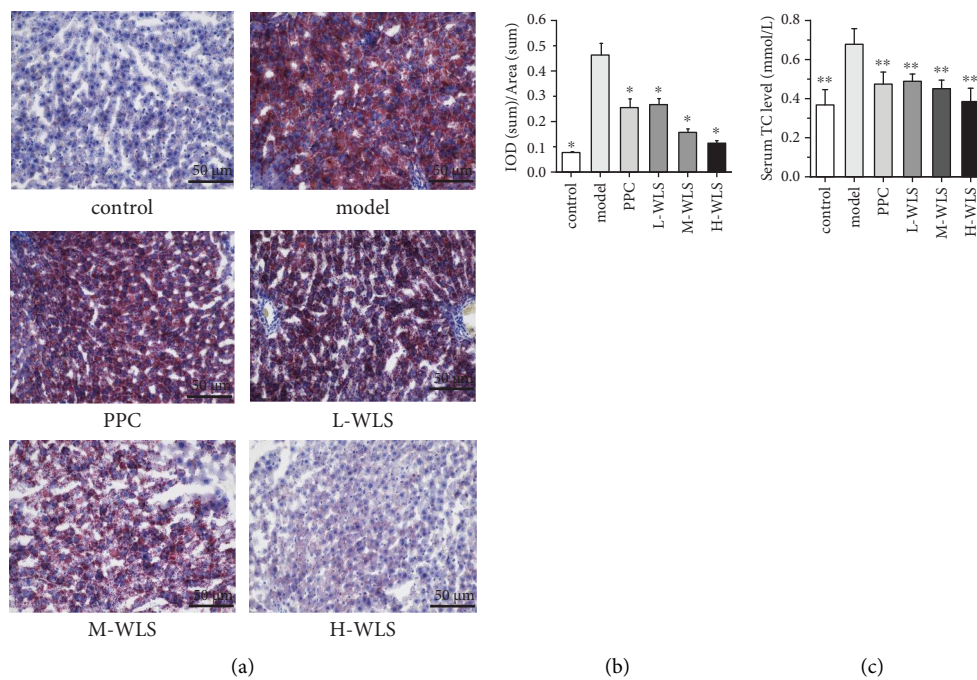 50 μm
50 μm
control
model
50 μm
50 μm
PPC
L-WLS
50 μm
50 μm
M-WLS
H-WLS
(a)
IOD (sum)/Area (sum)
0.6
0.5
0.4
0.3
0.2
0.1
0.0
*
*
*
*
*
control
model
PPC
L-WLS
M-WLS
H-WLS
(b)
Serum TC level (mmol/L)
0.8
0.6
0.4
0.2
0.0
**
**
**
**
**
control
model
PPC
L-WLS
M-WLS
H-WLS
(c)